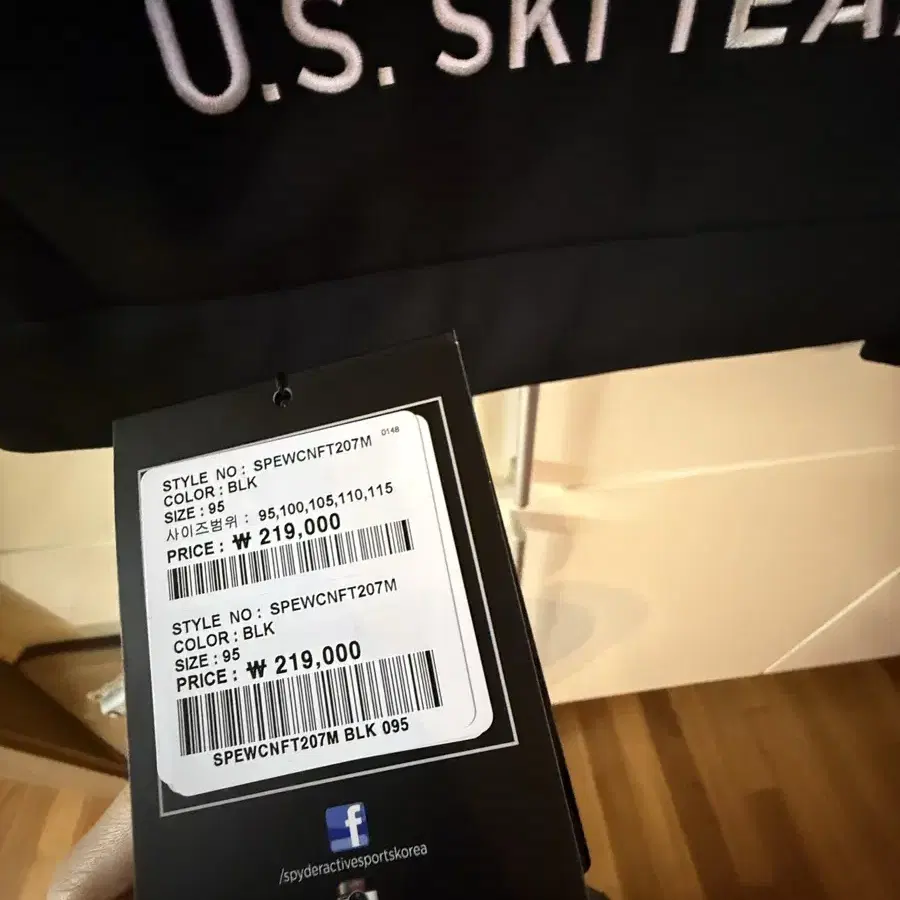 U.S. SKI TEA
STYLE NO : SPEWCNFT207M 0148
COLOR : BLK
SIZE : 95
사이즈범위 : 95,100,105,110,115
PRICE : ₩ 219,000
STYLE NO : SPEWCNFT207M
COLOR : BLK
SIZE : 95
PRICE : ₩ 219,000
SPEWCNFT207M BLK 095
f
/spyderactivesportskorea